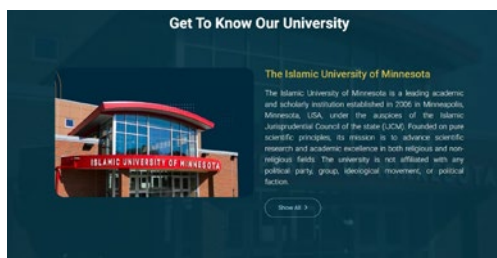 Get To Know Our University
The Islamic University of Minnesota
The Islamic University of Minnesota is a leading academic
and scholarly institution established in 2006 in Minneapolis,
Minnesota, USA, under the auspices of the Islamic
Jurisprudential Council of the state (IJCM). Founded on pure
scientific principles, its mission is to advance scientific
research and academic excellence in both religious and non-
religious fields. The university is not affiliated with any
political party, group, ideological movement, or political
faction.
ISLAMIC UNIVERSITY OF MINNESOTA
Show All >